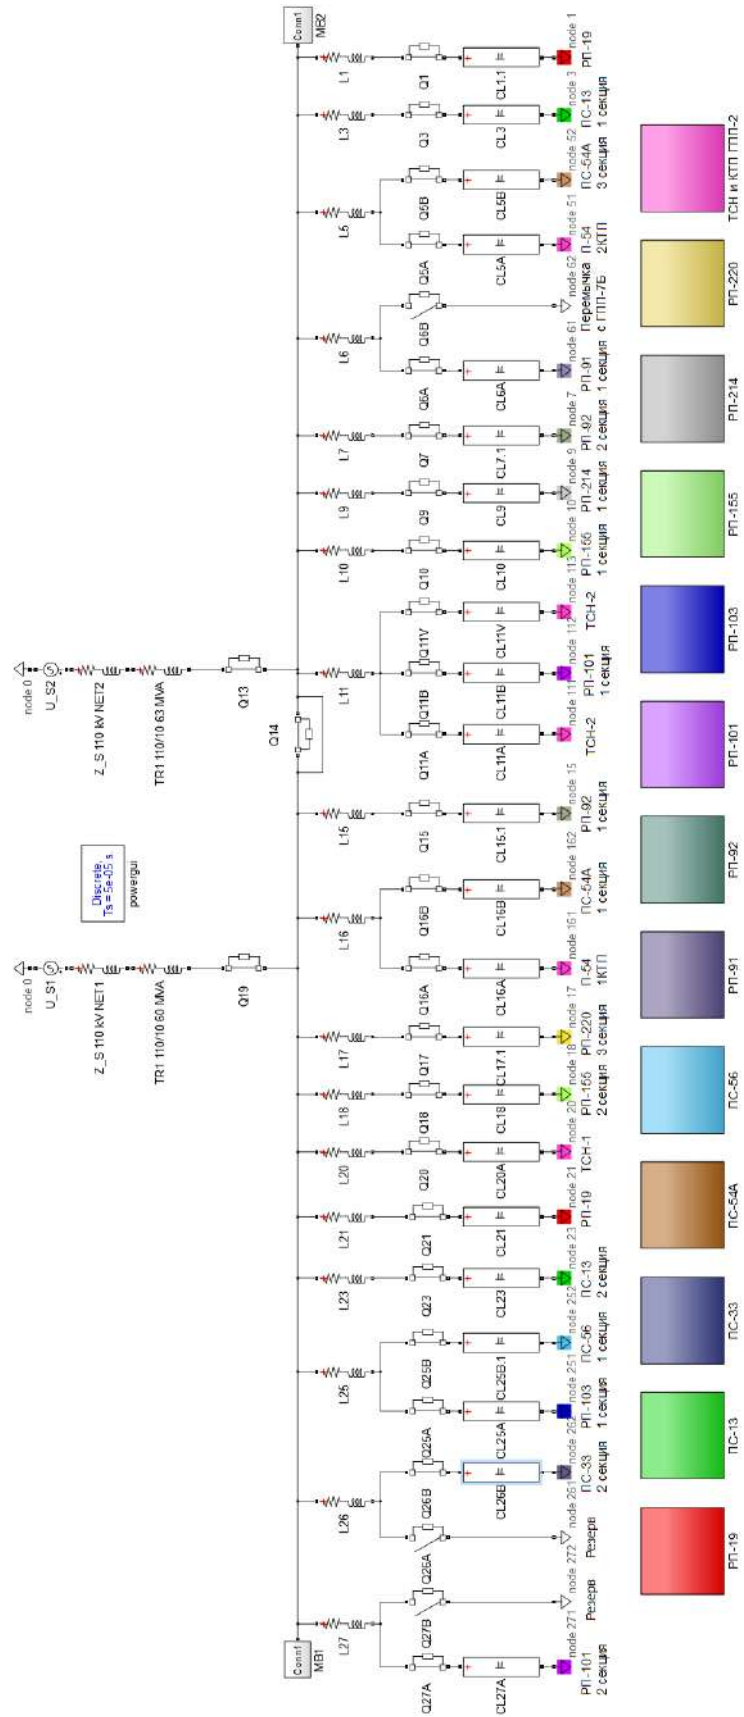 node 0
U_S1
Z_S 110 kV NET1
TR1 110/10 60 MVA
Q19
Discrete,
Ts = 5e-05 s.
powergui
node 0
U_S2
Z_S 110 kV NET2
TR1 110/10 63 MVA
Q13
Q14
Conn1
MB1
Conn1
MB2
L27
L26
L25
L23
L21
L20
L18
L17
L16
L15
L11
L10
L9
L7
L6
L5
L3
L1
Q27A
Q27B
Q26A
Q26B
Q25A
Q25B
Q23
Q21
Q20
Q18
Q17
Q16A
Q16B
Q15
Q11A
Q11B
Q11V
Q10
Q9
Q7
Q6A
Q6B
Q5A
Q5B
Q3
Q1
CL27A
CL26B
CL25A
CL25B.1
CL23
CL21
CL20A
CL18
CL17.1
CL16A
CL16B
CL15.1
CL11A
CL11B
CL11V
CL10
CL9
CL7.1
CL6A
CL5A
CL5B
CL3
CL1.1
node 271
node 272
node 261
node 262
node 251
node 252
node 23
node 21
node 20
node 18
node 17
node 161
node 162
node 15
node 111
node 112
node 113
node 10
node 9
node 7
node 61
node 62
node 51
node 52
node 3
node 1
РП-101
2 секция
Резерв
Резерв
ПС-33
2 секция
РП-103
1 секция
ПС-56
1 секция
ПС-13
2 секция
РП-19
ТСН-1
РП-155
2 секция
РП-220
3 секция
П-54
1КТП
ПС-54А
1 секция
РП-92
1 секция
ТСН-2
РП-101
1 секция
ТСН-2
РП-155
1 секция
РП-214
1 секция
РП-92
2 секция
РП-91
1 секция
Перемычка
с ГПП-7Б
П-54
2КТП
ПС-54А
3 секция
ПС-13
1 секция
РП-19
РП-19
ПС-13
ПС-33
ПС-54А
ПС-56
РП-91
РП-92
РП-101
РП-103
РП-155
РП-214
РП-220
ТСН и КТП ГПП-2